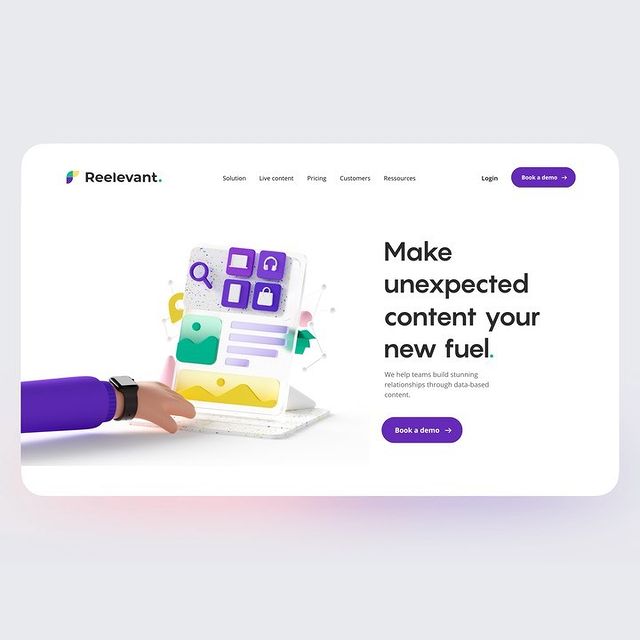 Reelevant.
Solution Live content Pricing Customers Ressources
Login
Book a demo →
Make
unexpected
content your
new fuel.
We help teams build stunning
relationships through data-based
content.
Book a demo →